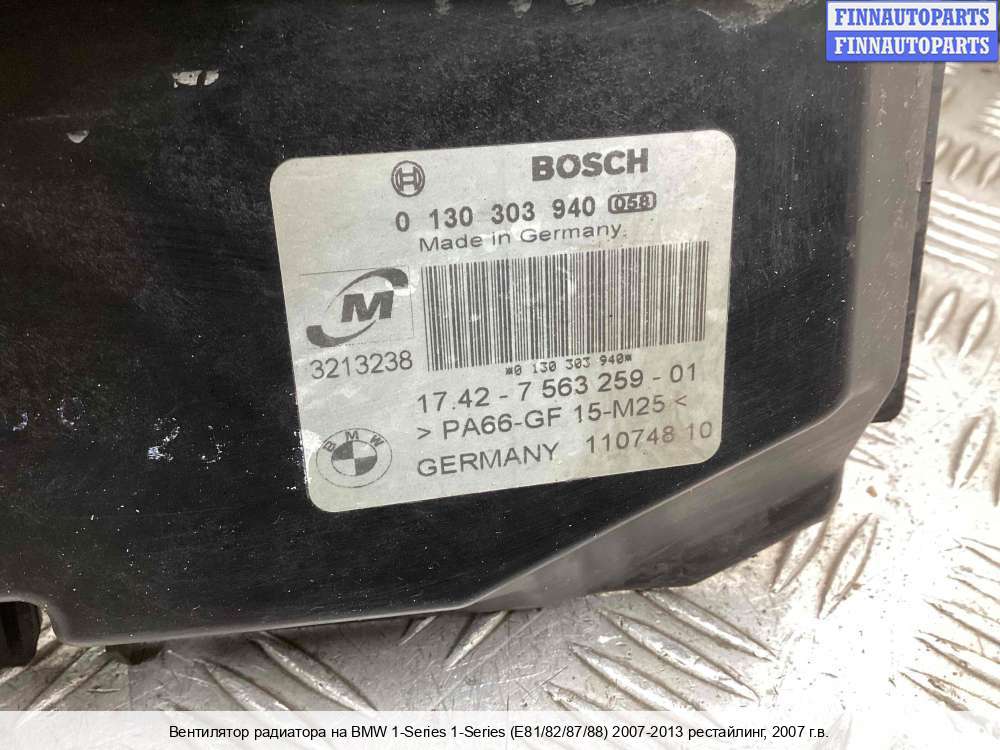 FINNAUTOPARTS
FINNAUTOPARTS
BOSCH
0 130 303 940 058
Made in Germany.
M
3213238
*0 130 303 940*
17.42 - 7 563 259 - 01
> PA66-GF 15-M25 <
BMW
GERMANY 110748 10
Вентилятор радиатора на BMW 1-Series 1-Series (E81/82/87/88) 2007-2013 рестайлинг, 2007 г.в.